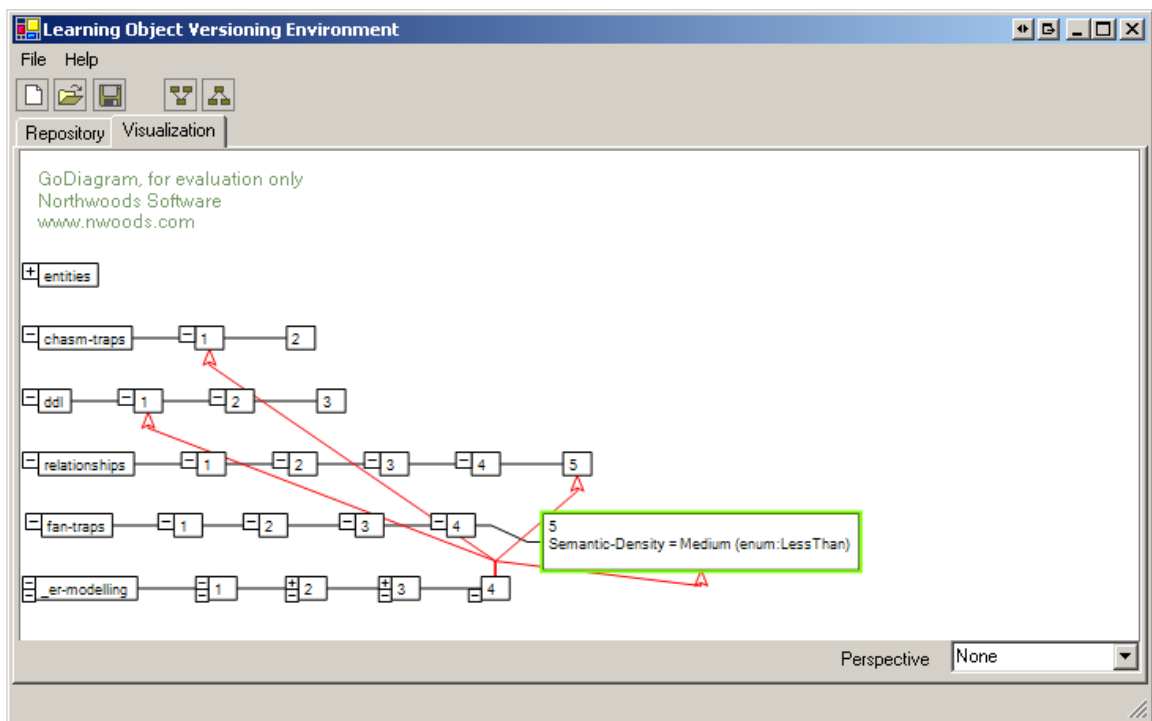 Learning Object Versioning Environment
File Help
Repository Visualization
GoDiagram, for evaluation only
Northwoods Software
www.nwoods.com
entities
chasm-traps 1 2
ddl 1 2 3
relationships 1 2 3 4 5
fan-traps 1 2 3 4 5
Semantic-Density = Medium (enum:LessThan)
_er-modelling 1 2 3 4
Perspective None